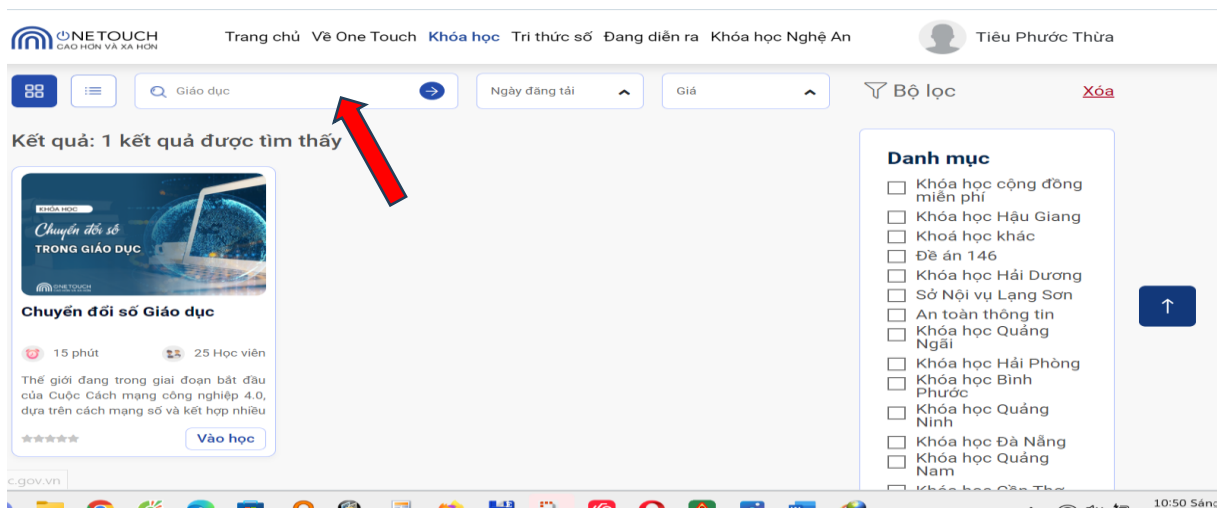 ONETOUCH
CAO HƠN VÀ XA HƠN
Trang chủ Về One Touch Khóa học Tri thức số Đang diễn ra Khóa học Nghệ An
Tiêu Phước Thừa
Giáo dục
Ngày đăng tải
Giá
Bộ lọc
Xóa
Kết quả: 1 kết quả được tìm thấy
KHÓA HỌC
Chuyển đổi số
TRONG GIÁO DỤC
ONETOUCH
Chuyển đổi số Giáo dục
15 phút
25 Học viên
Thế giới đang trong giai đoạn bắt đầu
của Cuộc Cách mạng công nghiệp 4.0,
dựa trên cách mạng số và kết hợp nhiều
Vào học
Danh mục
Khóa học cộng đồng
miễn phí
Khóa học Hậu Giang
Khoá học khác
Đề án 146
Khóa học Hải Dương
Sở Nội vụ Lạng Sơn
An toàn thông tin
Khóa học Quảng
Ngãi
Khóa học Hải Phòng
Khóa học Bình
Phước
Khóa học Quảng
Ninh
Khóa học Đà Nẵng
Khóa học Quảng
Nam
Khóa học Cần Thơ
c.gov.vn
10:50 Sáng